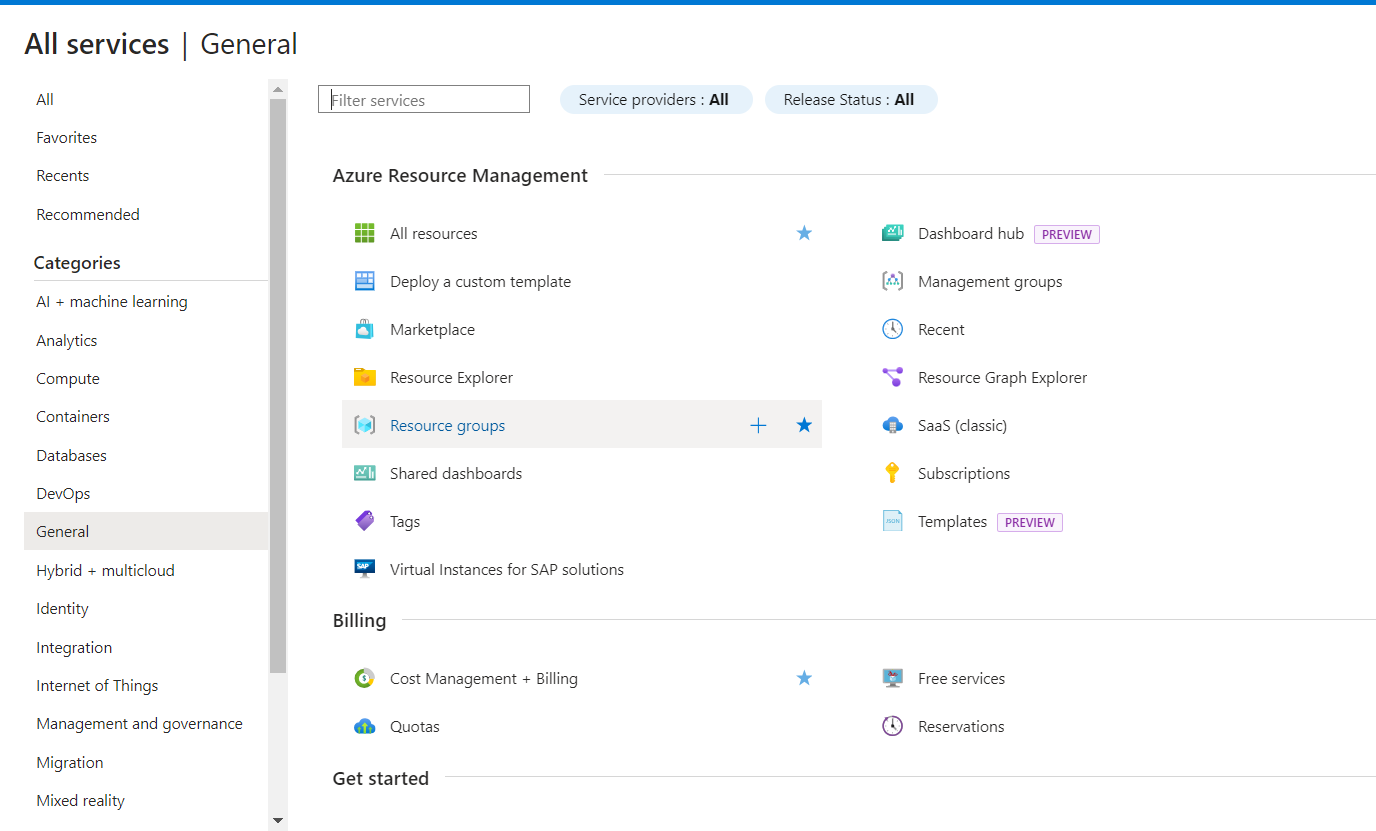 All services | General
All
Favorites
Recents
Recommended
Categories
AI + machine learning
Analytics
Compute
Containers
Databases
DevOps
General
Hybrid + multicloud
Identity
Integration
Internet of Things
Management and governance
Migration
Mixed reality
Filter services
Service providers : All
Release Status : All
Azure Resource Management
All resources
Deploy a custom template
Marketplace
Resource Explorer
Resource groups
Shared dashboards
Tags
SAP
Virtual Instances for SAP solutions
Dashboard hub PREVIEW
Management groups
Recent
Resource Graph Explorer
SaaS (classic)
Subscriptions
JSON
Templates PREVIEW
Billing
Cost Management + Billing
Quotas
Free services
Reservations
Get started